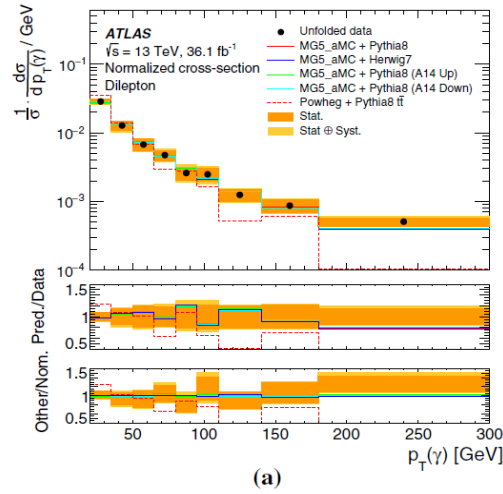 ATLAS
√s = 13 TeV, 36.1 fb⁻¹
Normalized cross-section
Dilepton
Unfolded data
MG5_aMC + Pythia8
MG5_aMC + Herwig7
MG5_aMC + Pythia8 (A14 Up)
MG5_aMC + Pythia8 (A14 Down)
Powheg + Pythia8 tt̄
Stat.
Stat ⊕ Syst.
1/σ · dσ/d p_T(γ) / GeV
10⁻¹
10⁻²
10⁻³
10⁻⁴
Pred./Data
1.5
1
0.5
Other/Nom.
1.5
1
0.5
50 100 150 200 250 300
p_T(γ) [GeV]
(a)